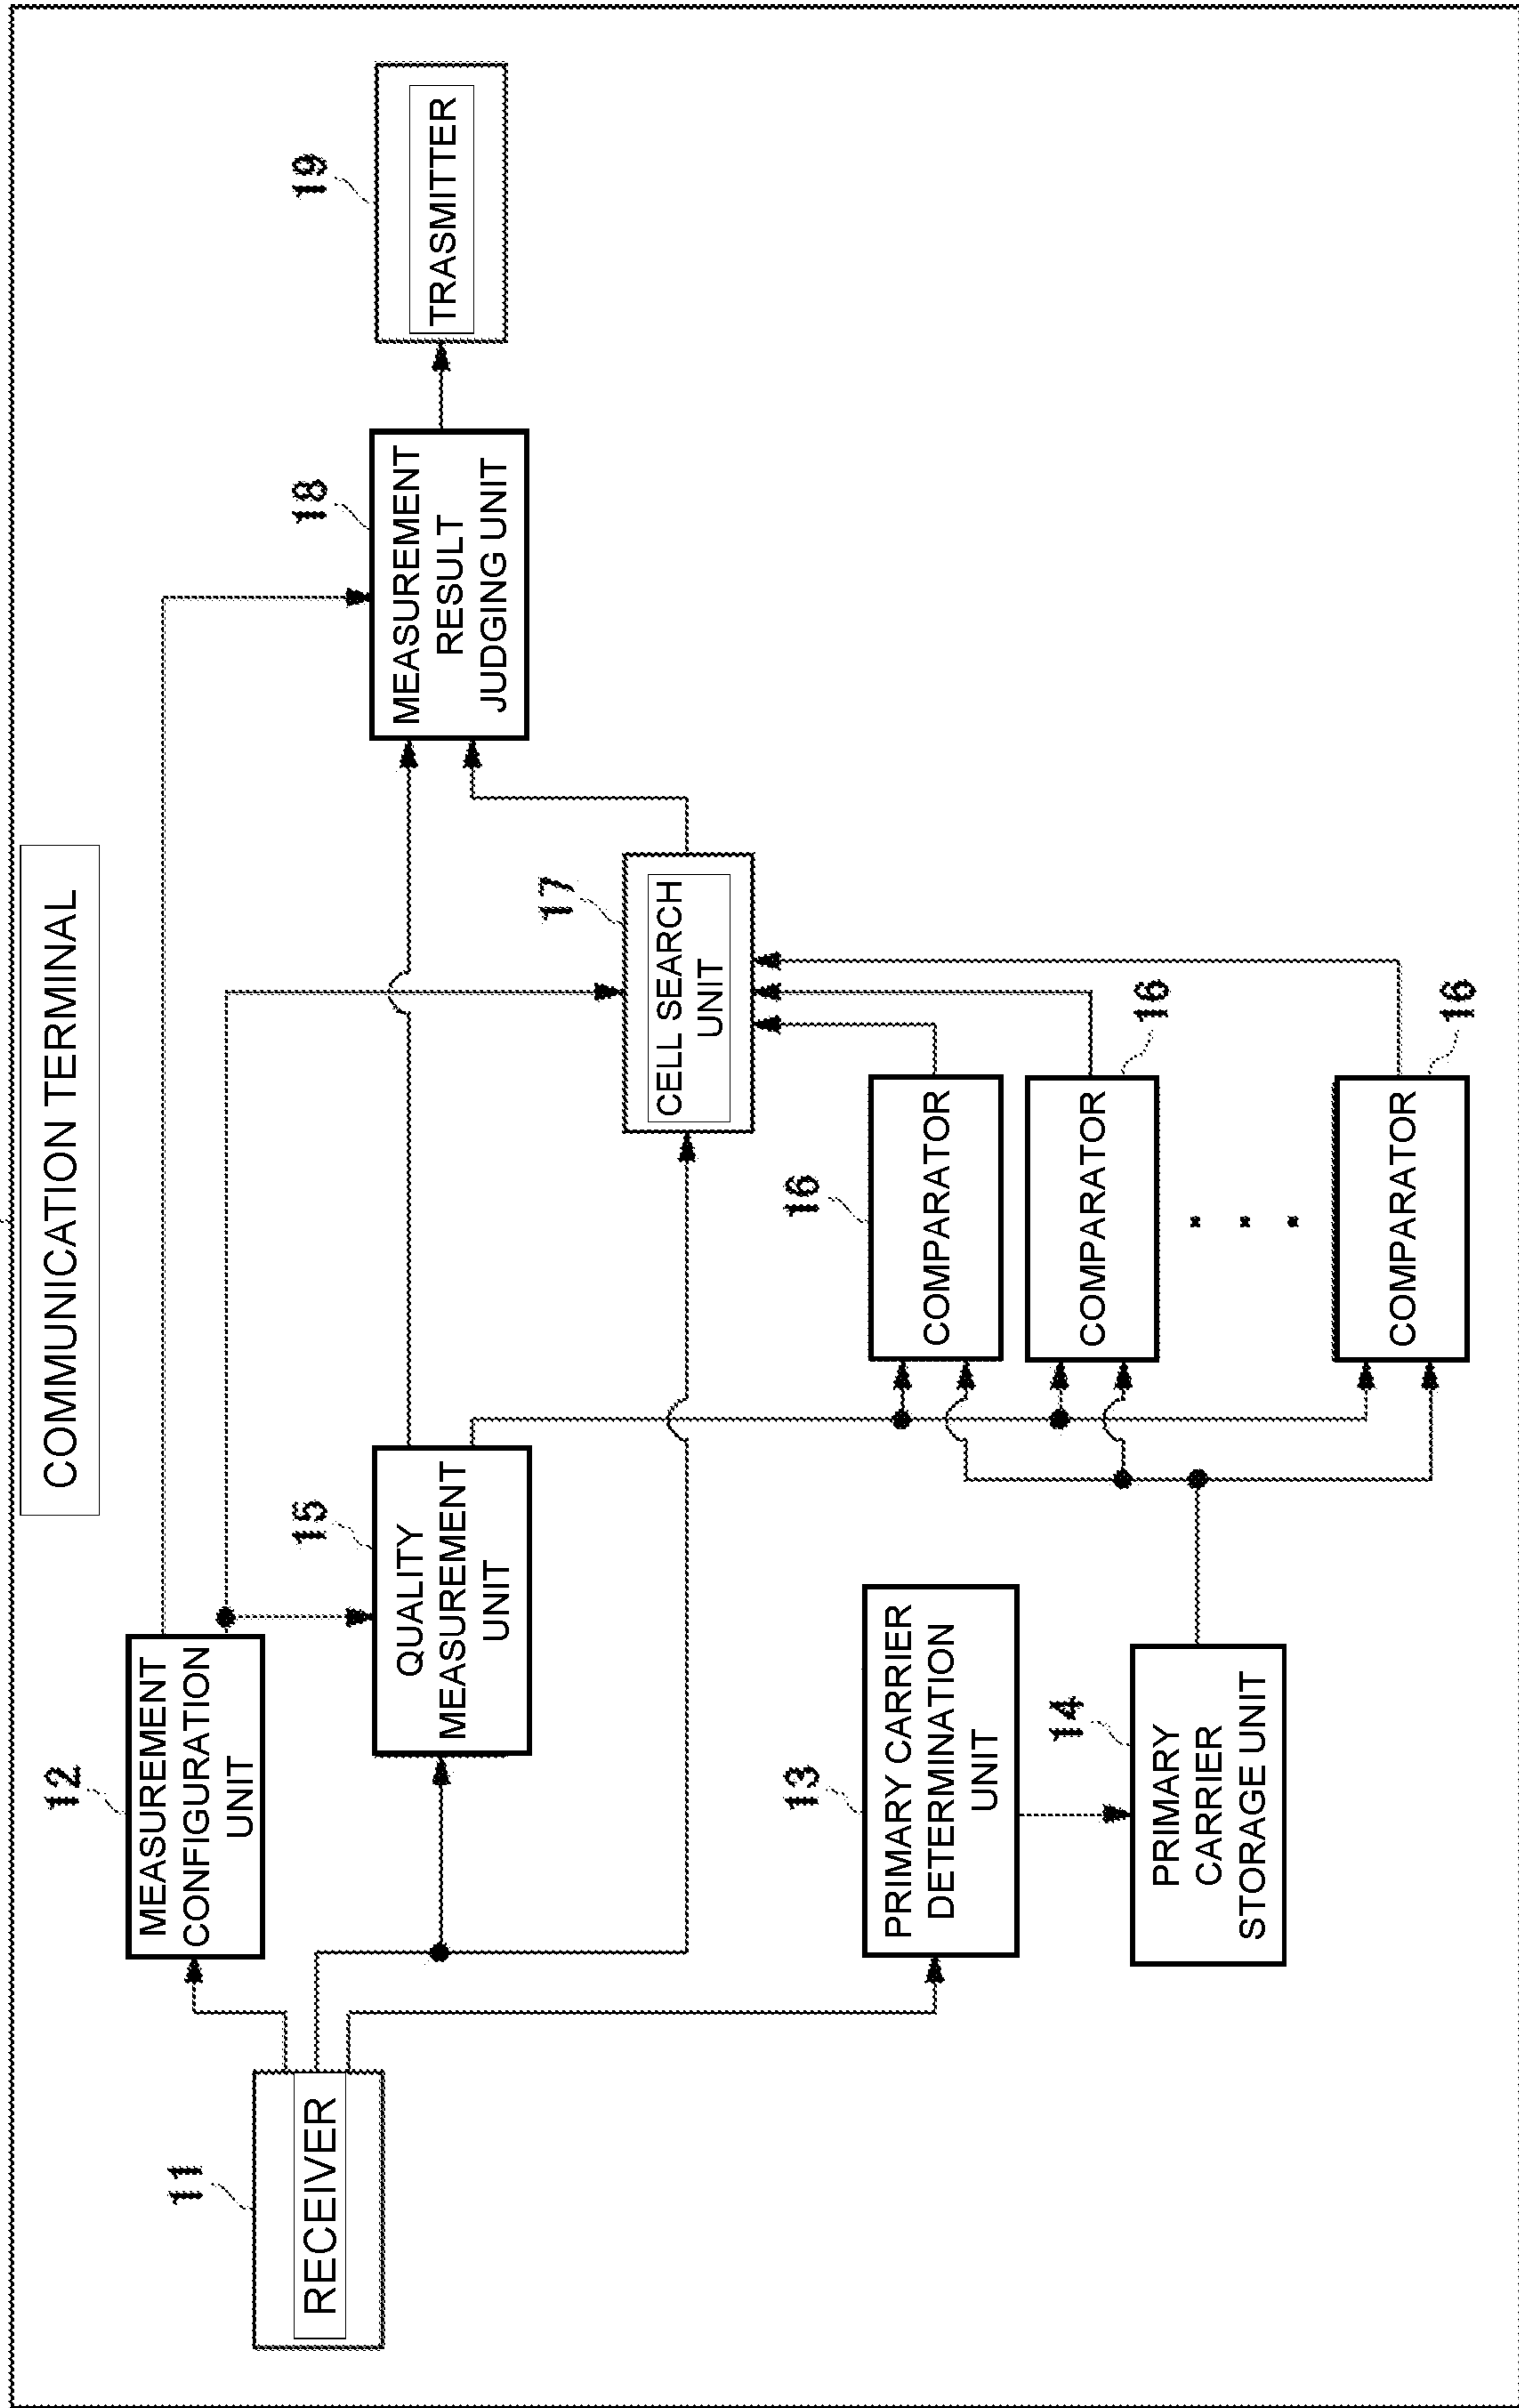 COMMUNICATION TERMINAL
11
RECEIVER
12
MEASUREMENT
CONFIGURATION
UNIT
15
QUALITY
MEASUREMENT
UNIT
13
PRIMARY CARRIER
DETERMINATION
UNIT
14
PRIMARY
CARRIER
STORAGE UNIT
16
COMPARATOR
16
COMPARATOR
16
COMPARATOR
17
CELL SEARCH
UNIT
18
MEASUREMENT
RESULT
JUDGING UNIT
19
TRASMITTER